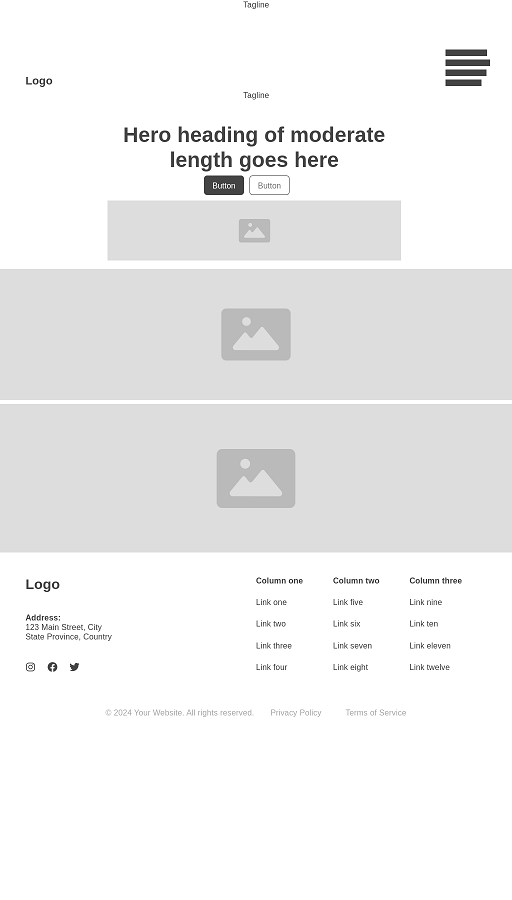 Tagline
Logo
Tagline
Hero heading of moderate
length goes here
Button Button
Logo
Address:
123 Main Street, City
State Province, Country
Column one
Link one
Link two
Link three
Link four
Column two
Link five
Link six
Link seven
Link eight
Column three
Link nine
Link ten
Link eleven
Link twelve
© 2024 Your Website. All rights reserved. Privacy Policy Terms of Service